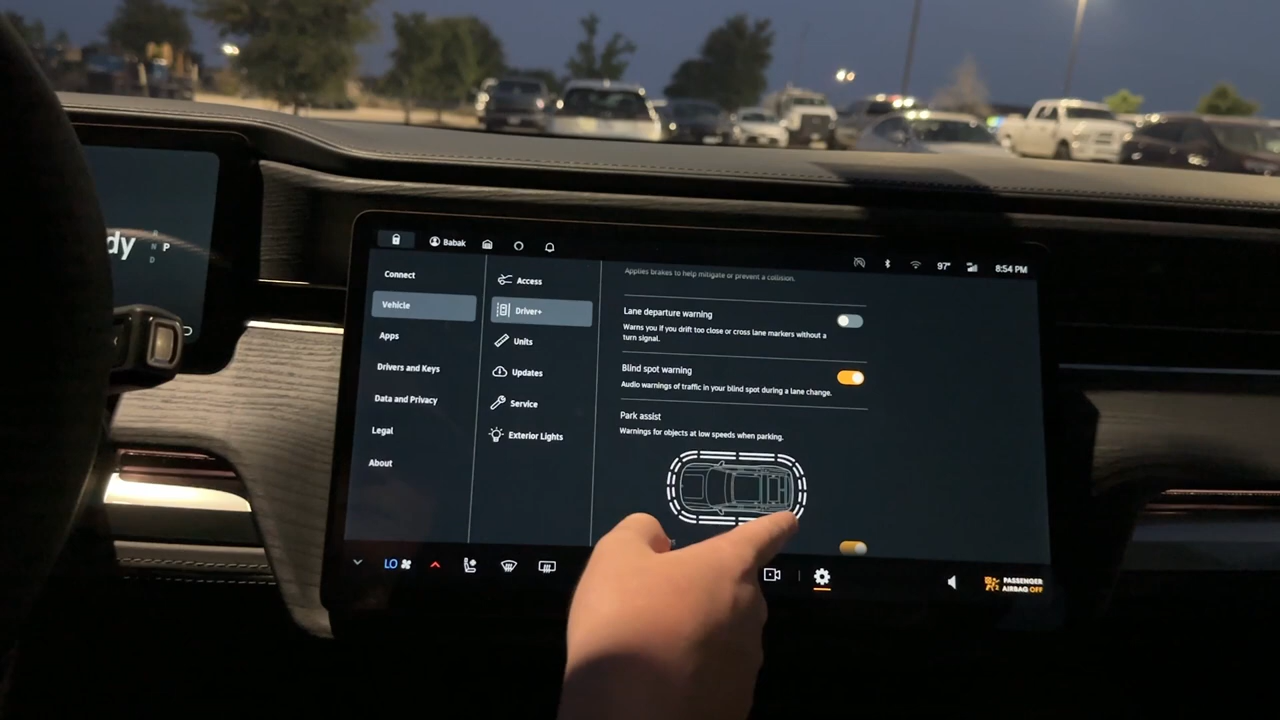 dy
R
N P
D
Babak
97°
8:54 PM
Connect
Vehicle
Apps
Drivers and Keys
Data and Privacy
Legal
About
Access
Driver+
Units
Updates
Service
Exterior Lights
Applies brakes to help mitigate or prevent a collision.
Lane departure warning
Warns you if you drift too close or cross lane markers without a
turn signal.
Blind spot warning
Audio warnings of traffic in your blind spot during a lane change.
Park assist
Warnings for objects at low speeds when parking.
LO
PASSENGER
AIRBAG OFF